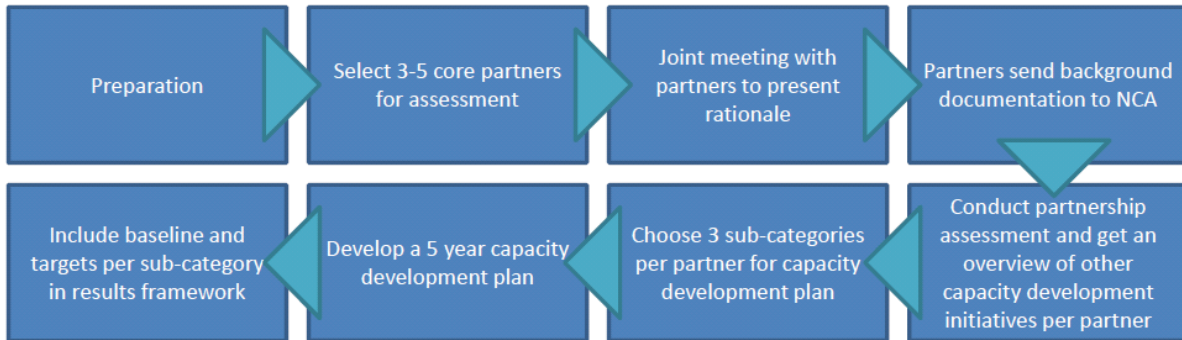 Preparation
Select 3-5 core partners
for assessment
Joint meeting with
partners to present
rationale
Partners send background
documentation to NCA
Conduct partnership
assessment and get an
overview of other
capacity development
initiatives per partner
Choose 3 sub-categories
per partner for capacity
development plan
Develop a 5 year capacity
development plan
Include baseline and
targets per sub-category
in results framework